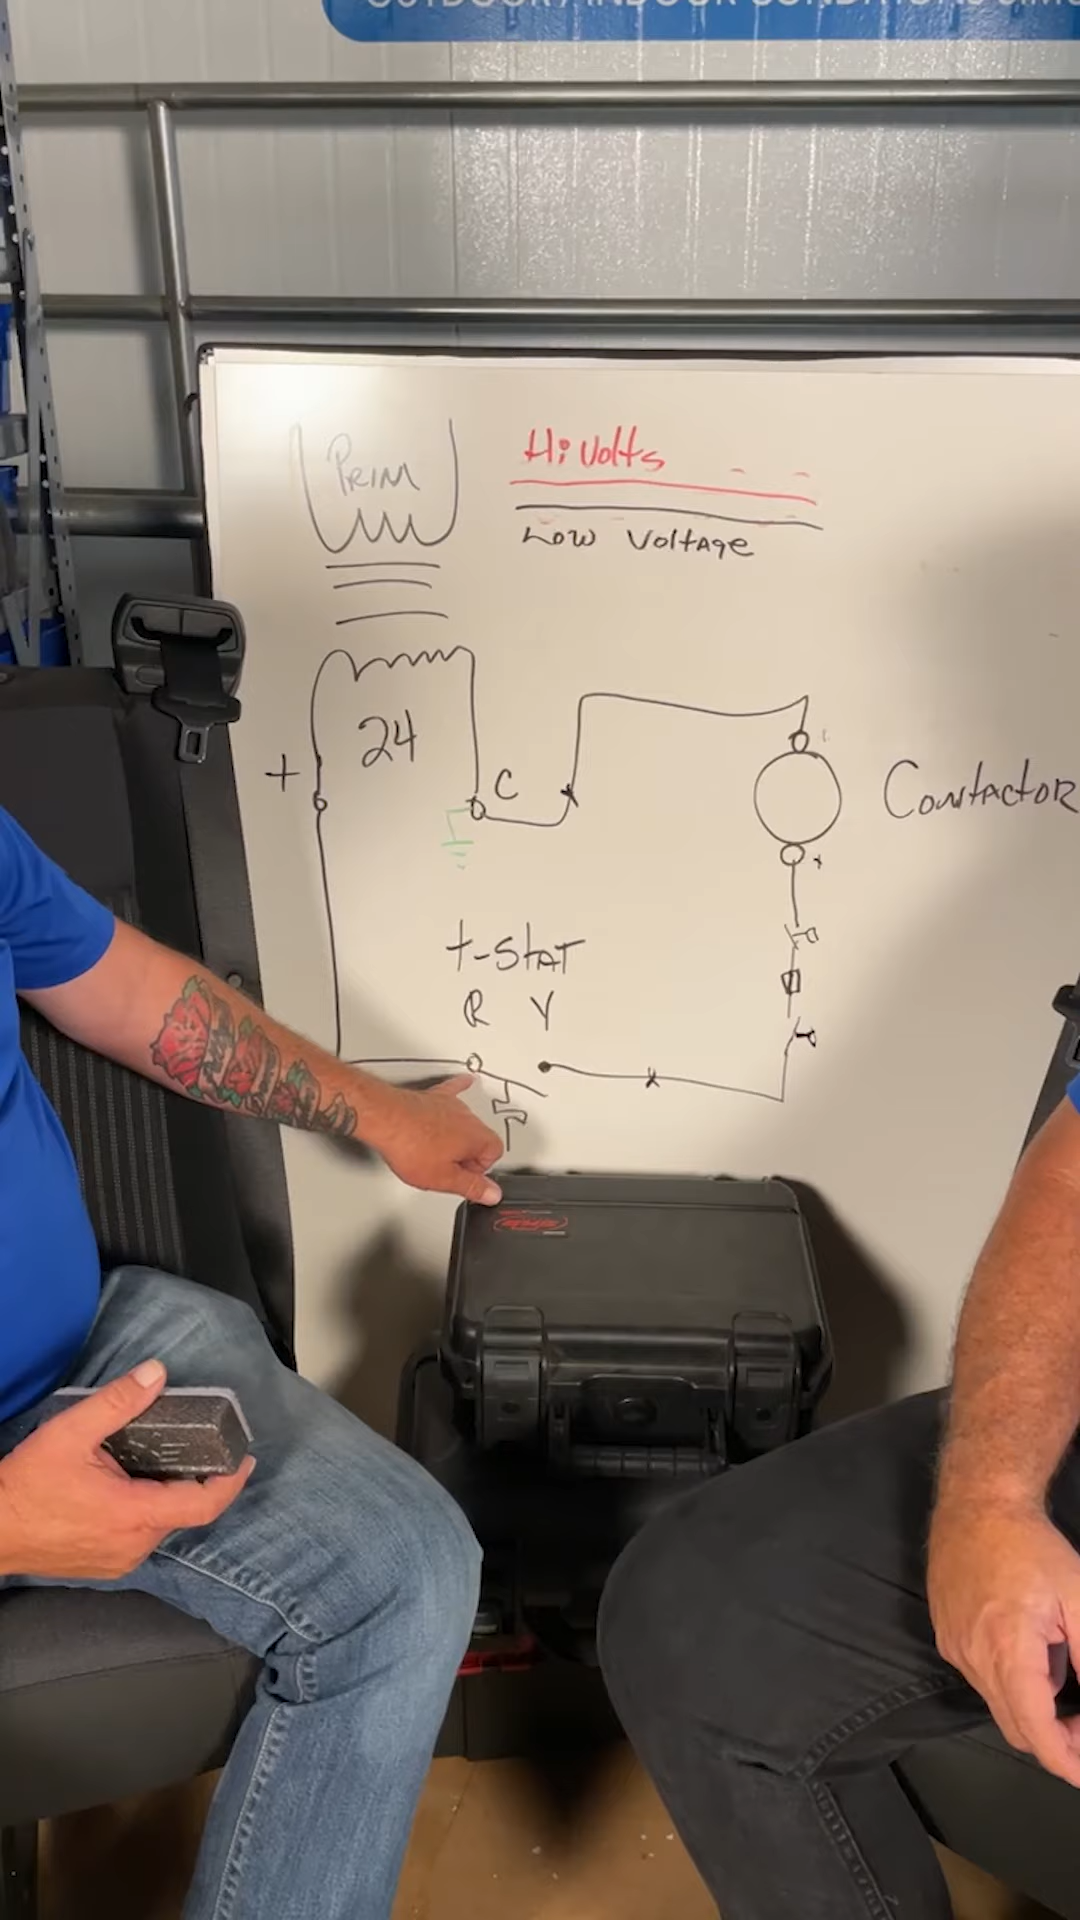 PRIM
Hi Volts
Low Voltage
24
+
C
Contactor
t-Stat
R Y